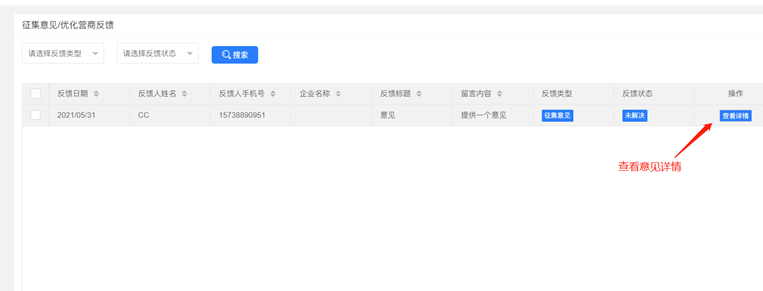 征集意见/优化营商反馈
请选择反馈类型 请选择反馈状态 搜索
反馈日期 反馈人姓名 反馈人手机号 企业名称 反馈标题 留言内容 反馈类型 反馈状态 操作
2021/05/31 CC 15738890951 意见 提供一个意见 征集意见 未解决 查看详情
查看意见详情